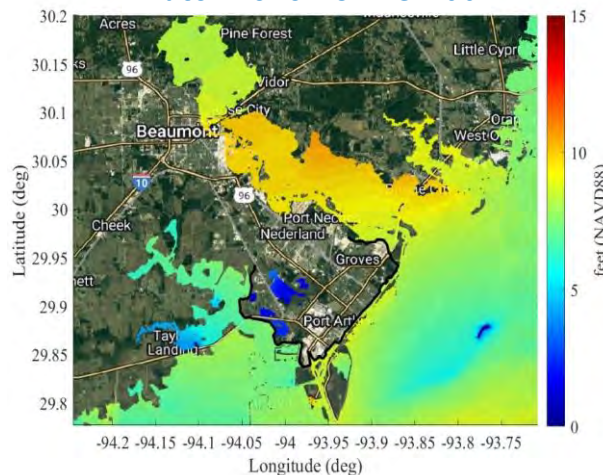 30.2
30.15
30.1
30.05
30
29.95
29.9
29.85
29.8
Latitude (deg)
Acres
Pine Forest
Little Cypr
96
Vidor
se City
Beaumont
West O
10
96
Cheek
Port Nec
Nederland
Groves
Port Art
Tayl
Landing
-94.2 -94.15 -94.1 -94.05 -94 -93.95 -93.9 -93.85 -93.8 -93.75
Longitude (deg)
15
10
5
0
feet (NAVD88)